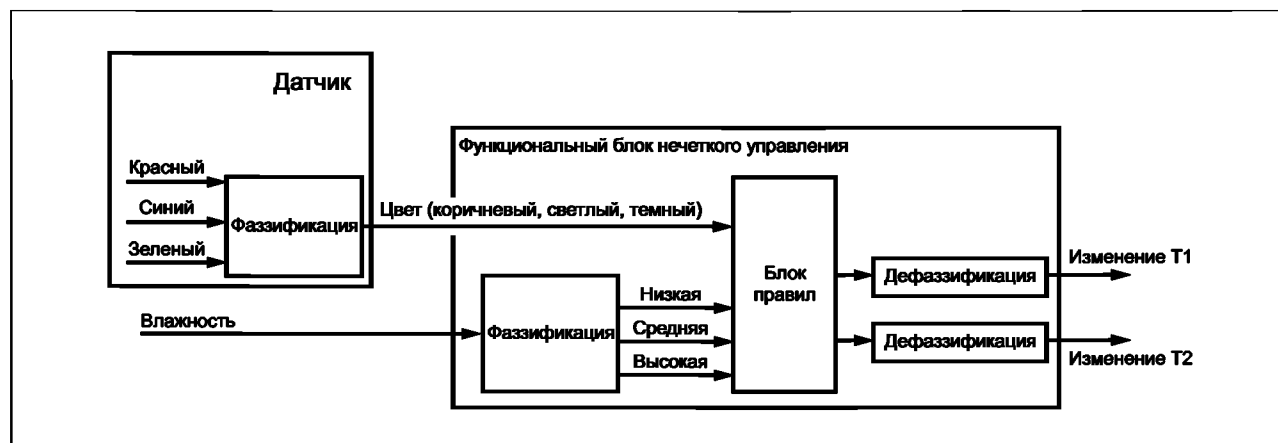 Датчик
Функциональный блок нечеткого управления
Красный
Синий
Зеленый
Фаззификация
Цвет (коричневый, светлый, темный)
Влажность
Фаззификация
Низкая
Средняя
Высокая
Блок
правил
Дефаззификация
Изменение Т1
Дефаззификация
Изменение Т2